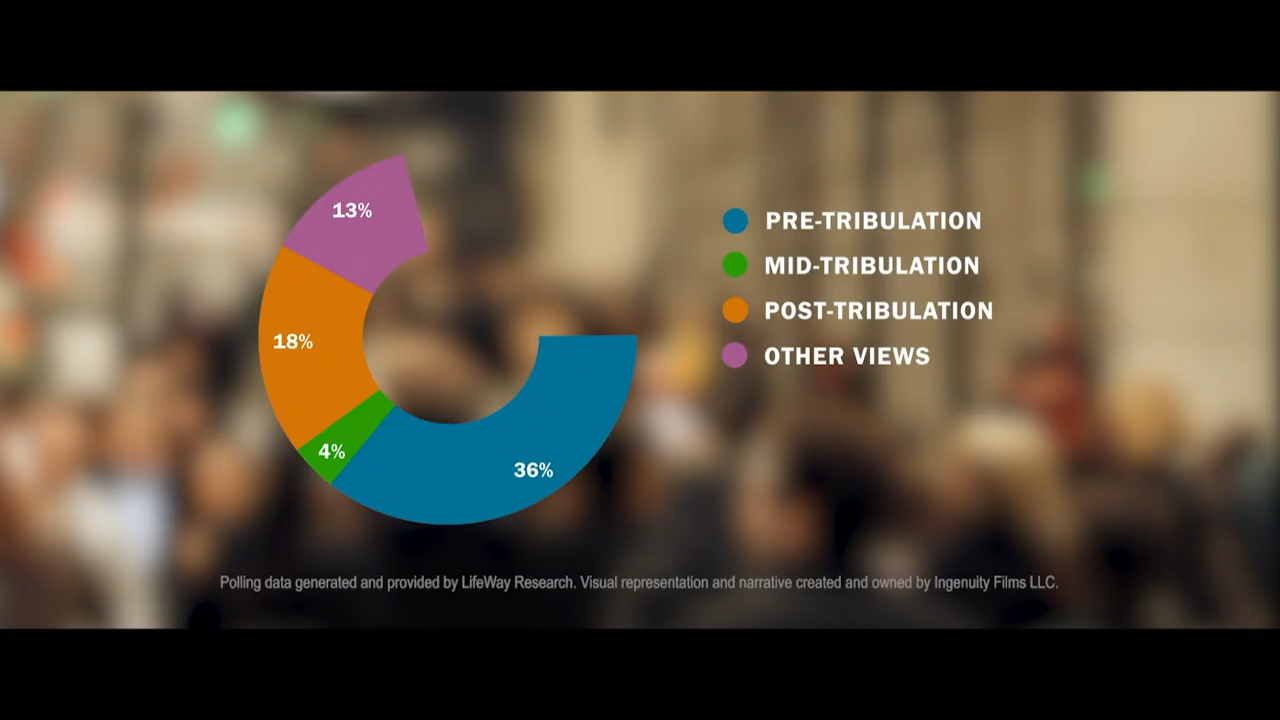 13%
18%
4%
36%
PRE-TRIBULATION
MID-TRIBULATION
POST-TRIBULATION
OTHER VIEWS
Polling data generated and provided by LifeWay Research. Visual representation and narrative created and owned by Ingenuity Films LLC.